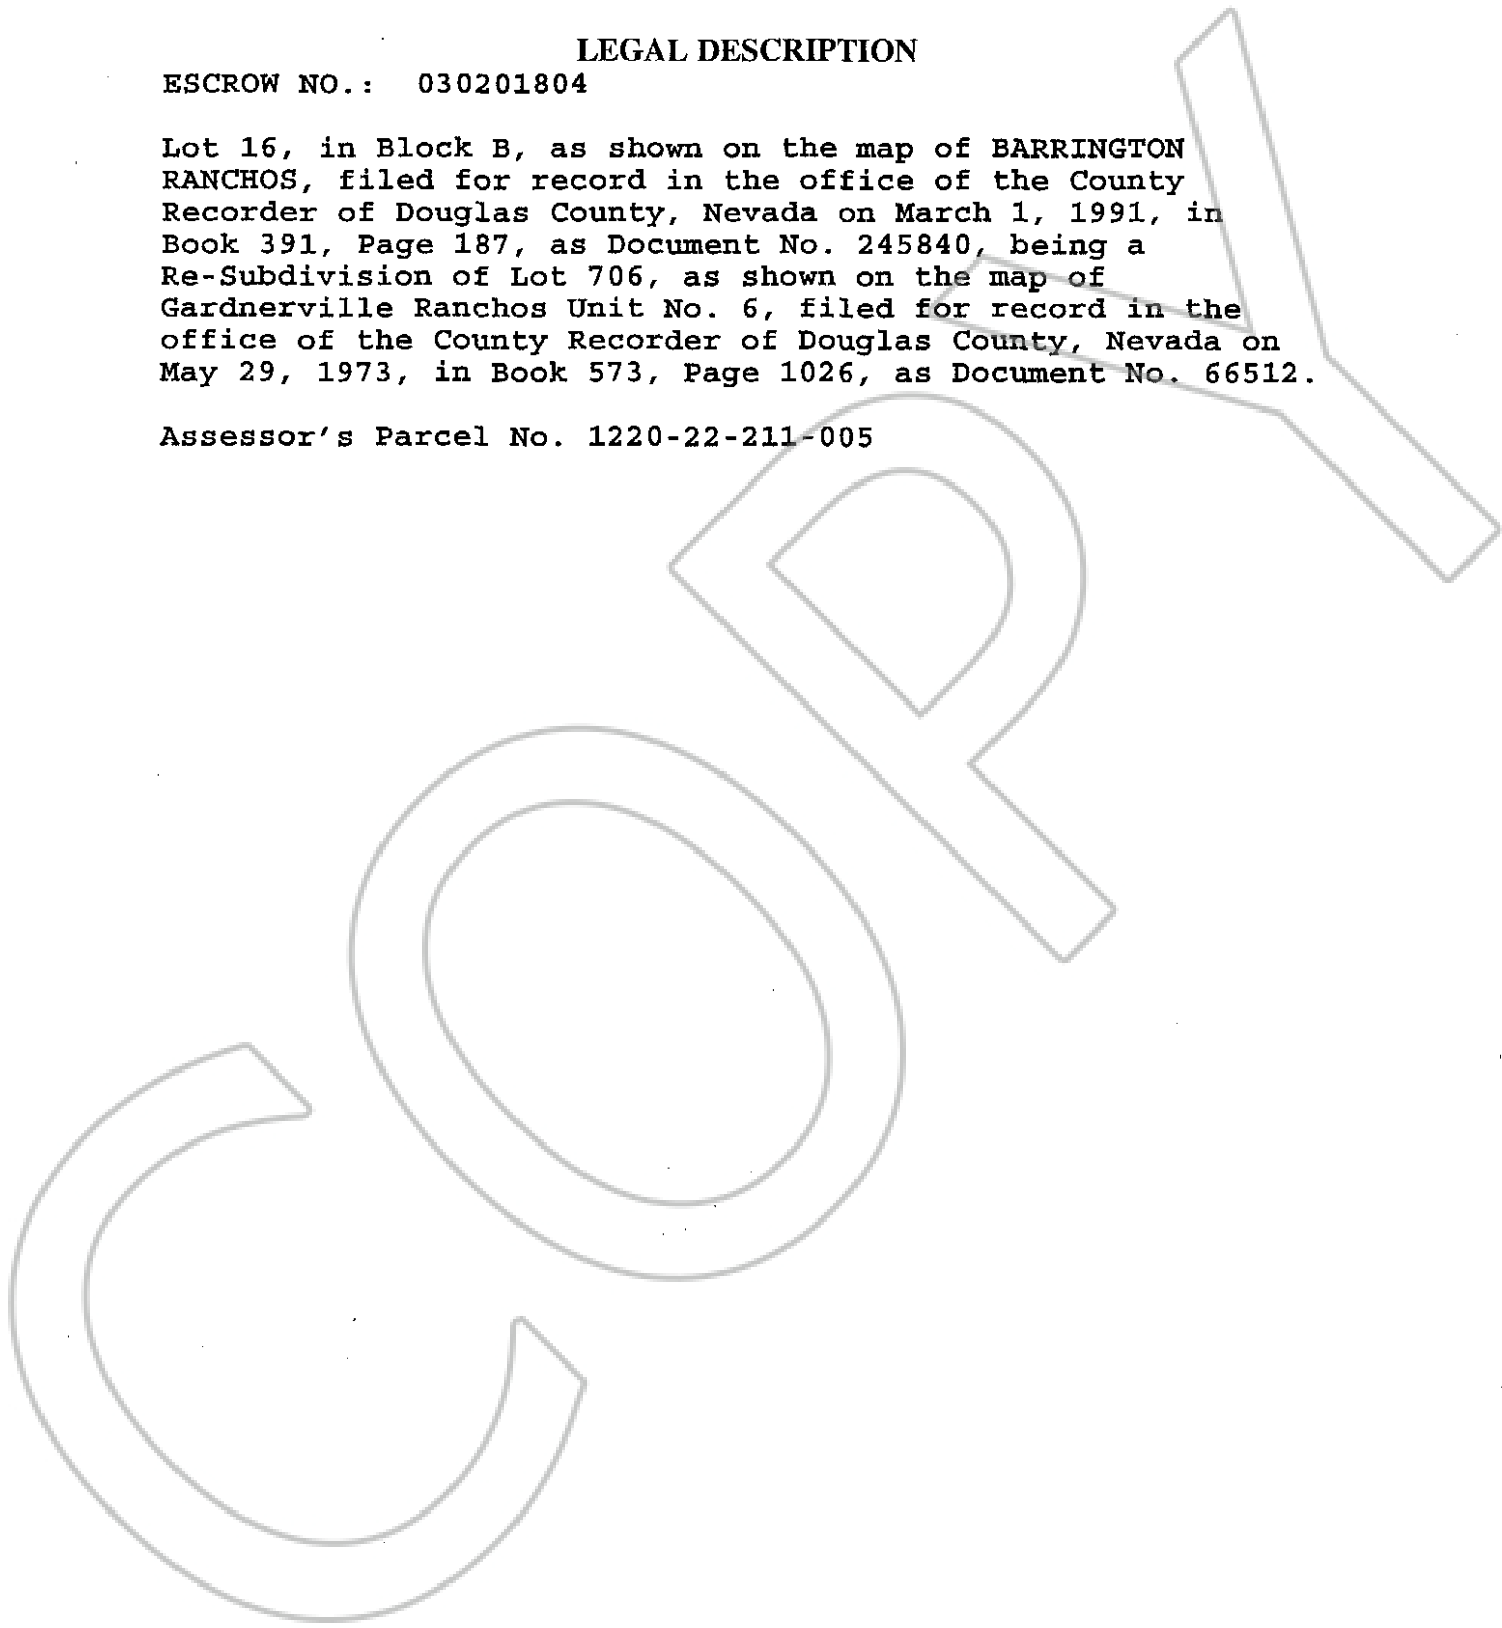 LEGAL DESCRIPTION
ESCROW NO.: 030201804
Lot 16, in Block B, as shown on the map of BARRINGTON
RANCHOS, filed for record in the office of the County
Recorder of Douglas County, Nevada on March 1, 1991, in
Book 391, Page 187, as Document No. 245840, being a
Re-Subdivision of Lot 706, as shown on the map of
Gardnerville Ranchos Unit No. 6, filed for record in the
office of the County Recorder of Douglas County, Nevada on
May 29, 1973, in Book 573, Page 1026, as Document No. 66512.
Assessor's Parcel No. 1220-22-211-005
COPY